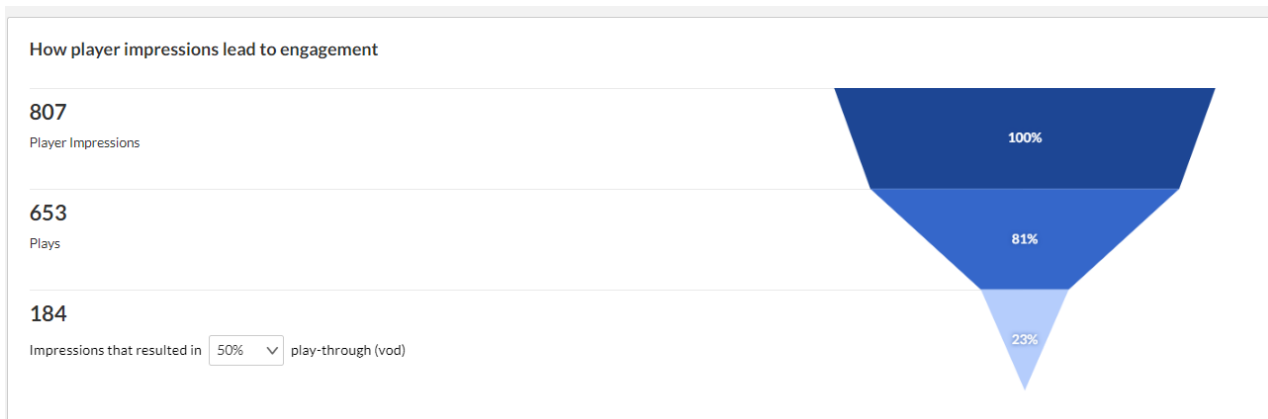 How player impressions lead to engagement
807
Player Impressions
100%
653
Plays
81%
184
Impressions that resulted in 50% play-through (vod)
23%